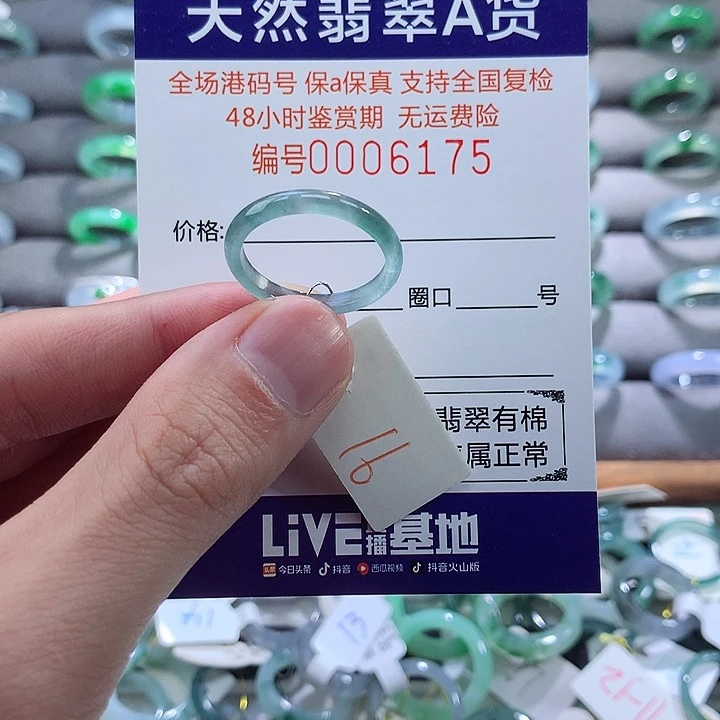 天然翡翠A货
全场港码号 保a保真 支持全国复检
48小时鉴赏期 无运费险
编号0006175
价格:
圈口 号
翡翠有棉
属正常
16
LiVE直播基地
头条 今日头条 抖音 西瓜视频 抖音火山版
13